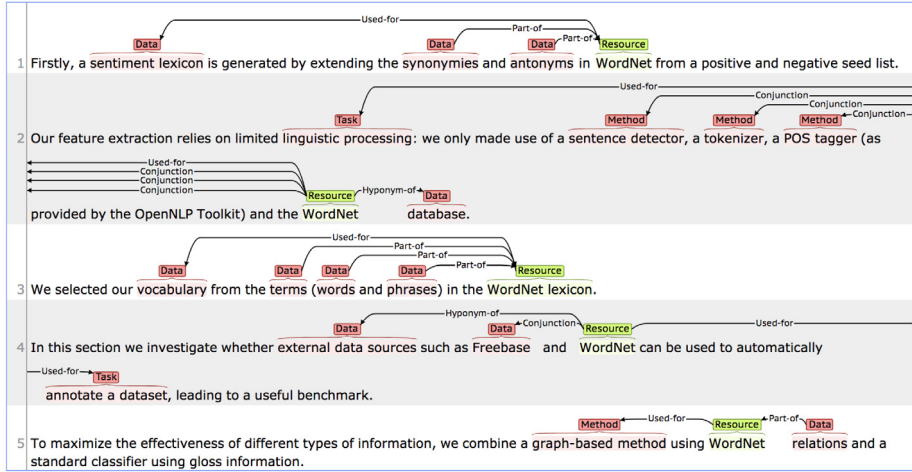 Used-for
Part-of
Data Data Data Part-of Resource
1 Firstly, a sentiment lexicon is generated by extending the synonymies and antonyms in WordNet from a positive and negative seed list.
Used-for
Conjunction
Conjunction
Task Method Method Method Conjunction
2 Our feature extraction relies on limited linguistic processing: we only made use of a sentence detector, a tokenizer, a POS tagger (as
Used-for
Conjunction
Conjunction
Conjunction
Resource Hyponym-of Data
provided by the OpenNLP Toolkit) and the WordNet database.
Used-for
Part-of
Part-of
Data Data Data Data Part-of Resource
3 We selected our vocabulary from the terms (words and phrases) in the WordNet lexicon.
Hyponym-of
Data Data Conjunction Resource Used-for
4 In this section we investigate whether external data sources such as Freebase and WordNet can be used to automatically
Used-for Task
annotate a dataset, leading to a useful benchmark.
Method Used-for Resource Part-of Data
5 To maximize the effectiveness of different types of information, we combine a graph-based method using WordNet relations and a
standard classifier using gloss information.